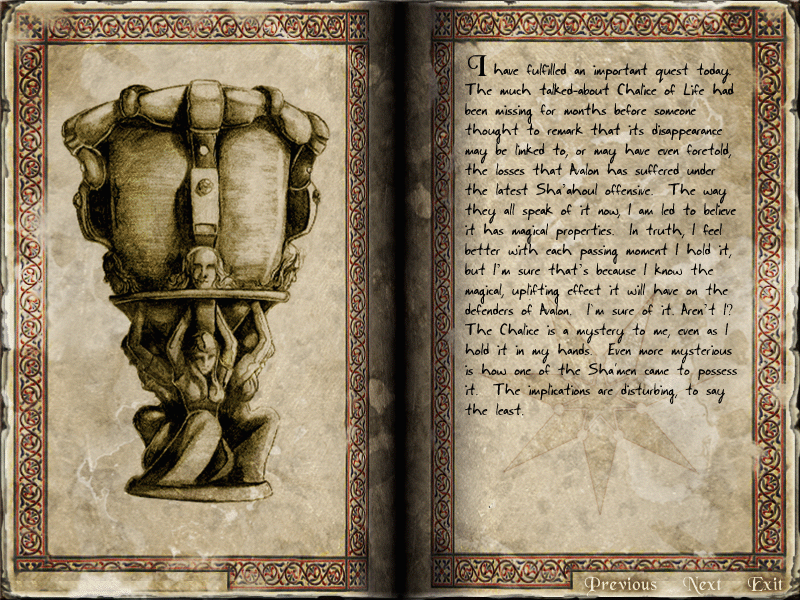 I have fulfilled an important quest today.
The much talked-about Chalice of Life had
been missing for months before someone
thought to remark that its disappearance
may be linked to, or may have even foretold,
the losses that Avalon has suffered under
the latest Sha'ahoul offensive. The way
they all speak of it now, I am led to believe
it has magical properties. In truth, I feel
better with each passing moment I hold it,
but I'm sure that's because I know the
magical, uplifting effect it will have on the
defenders of Avalon. I'm sure of it. Aren't I?
The Chalice is a mystery to me, even as I
hold it in my hands. Even more mysterious
is how one of the Sha'men came to possess
it. The implications are disturbing, to say
the least.
Previous Next Exit